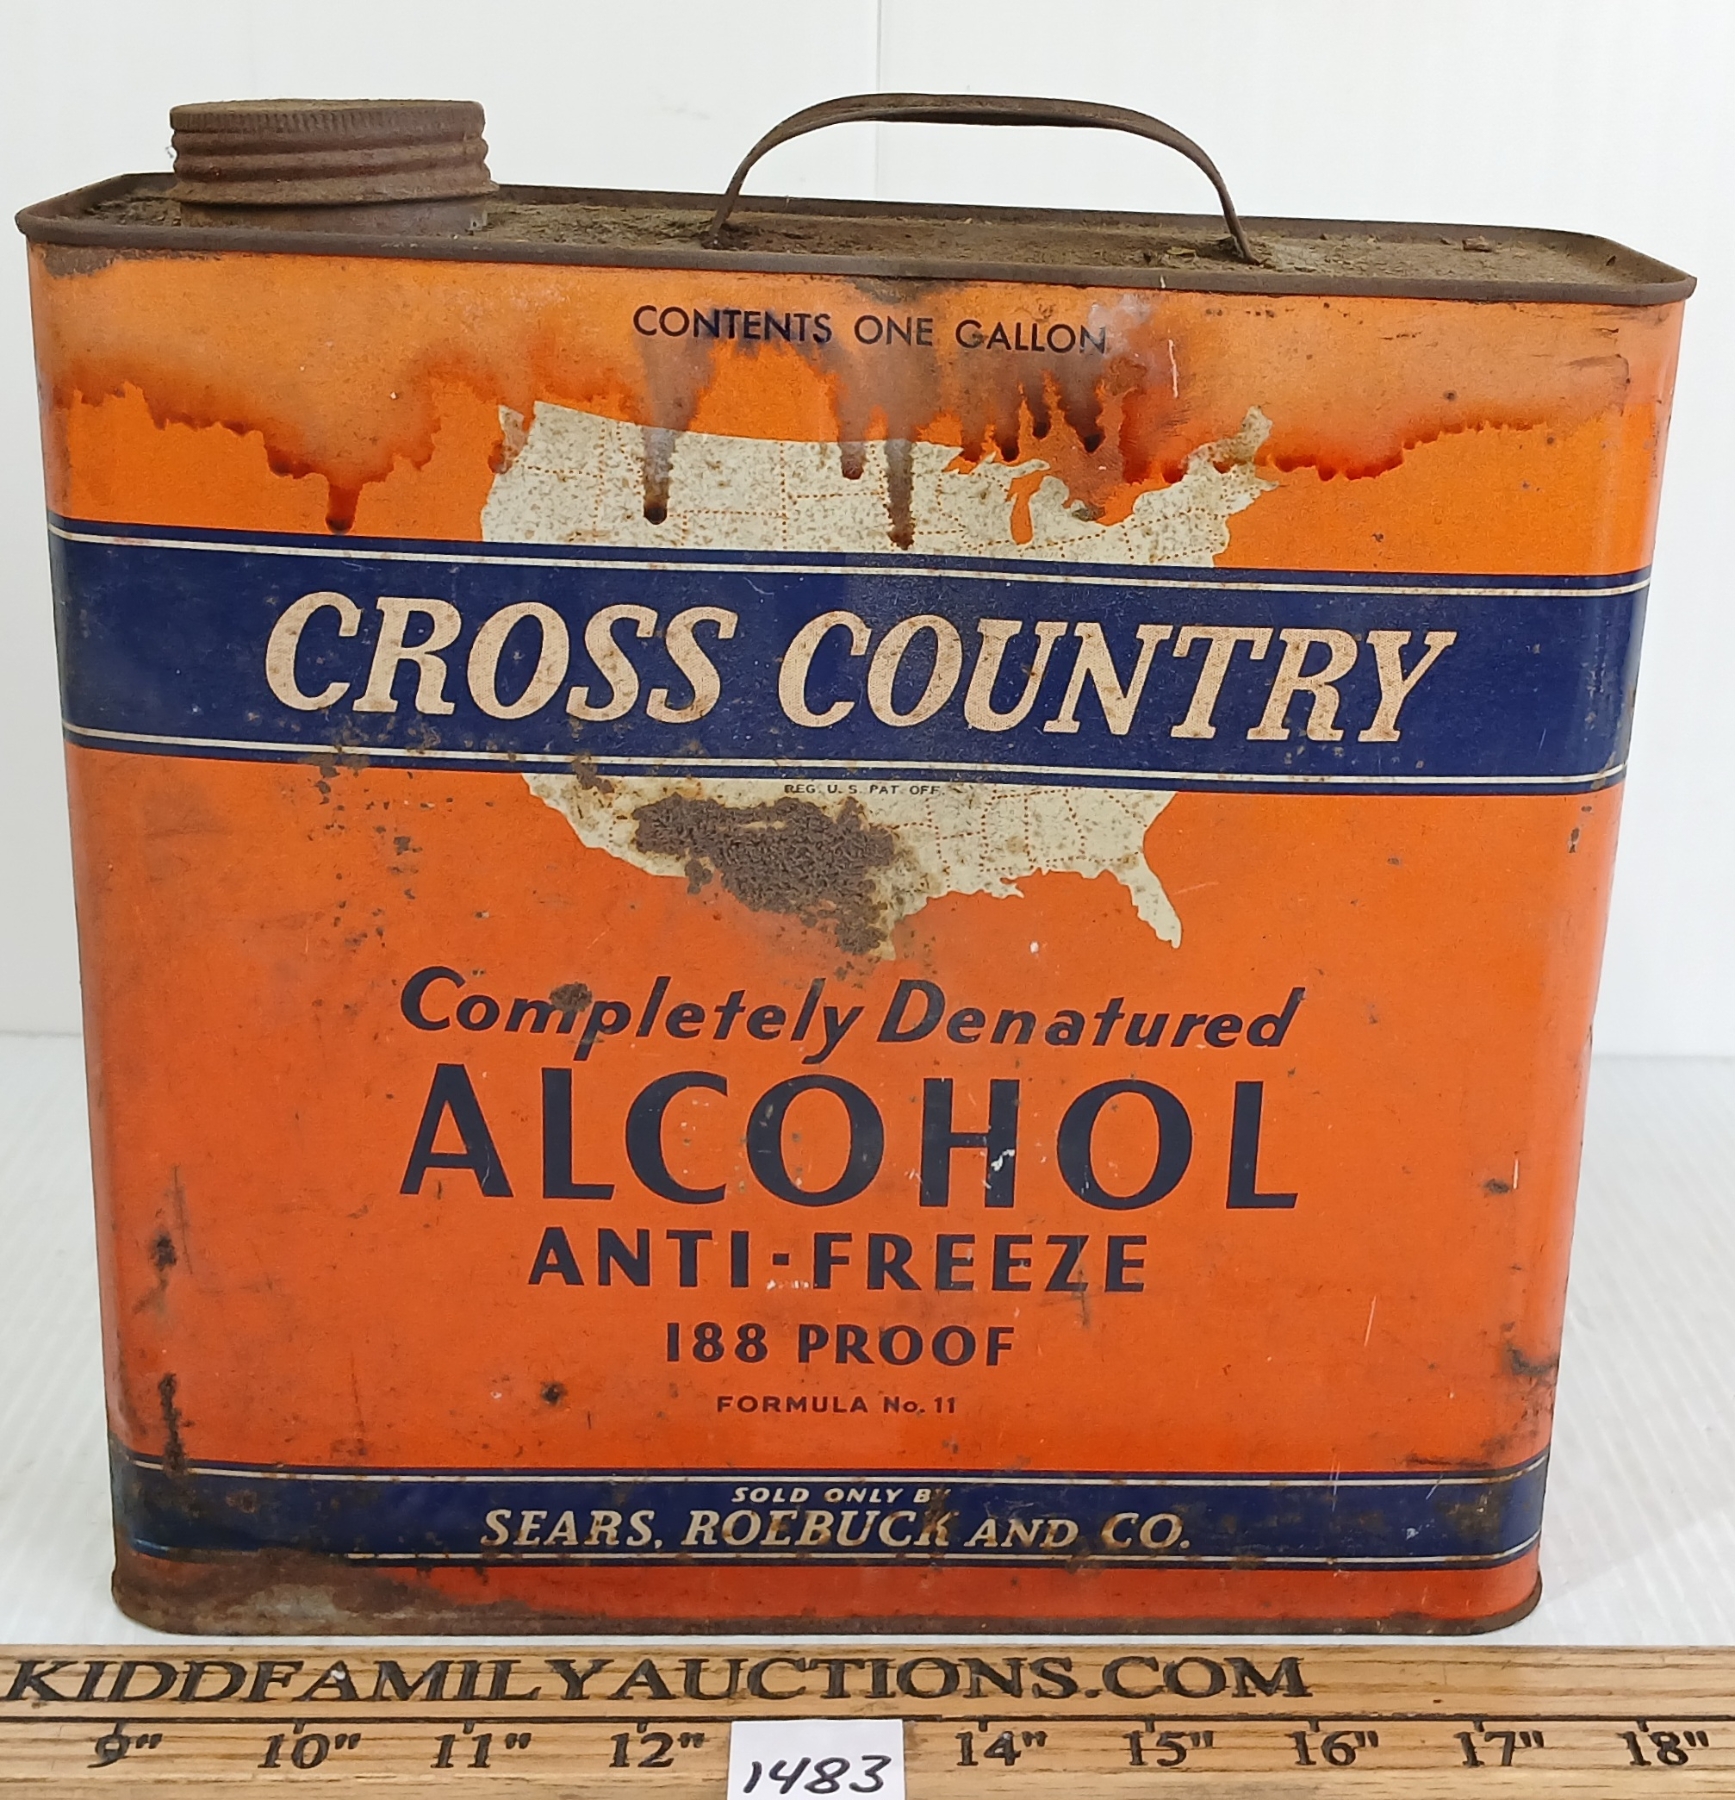 CONTENTS ONE GALLON
CROSS COUNTRY
REG. U. S. PAT. OFF.
Completely Denatured
ALCOHOL
ANTI-FREEZE
188 PROOF
FORMULA No. 11
SOLD ONLY BY
SEARS, ROEBUCK AND CO.
KIDDFAMILYAUCTIONS.COM
9" 10" 11" 12" 14" 15" 16" 17" 18"
1483